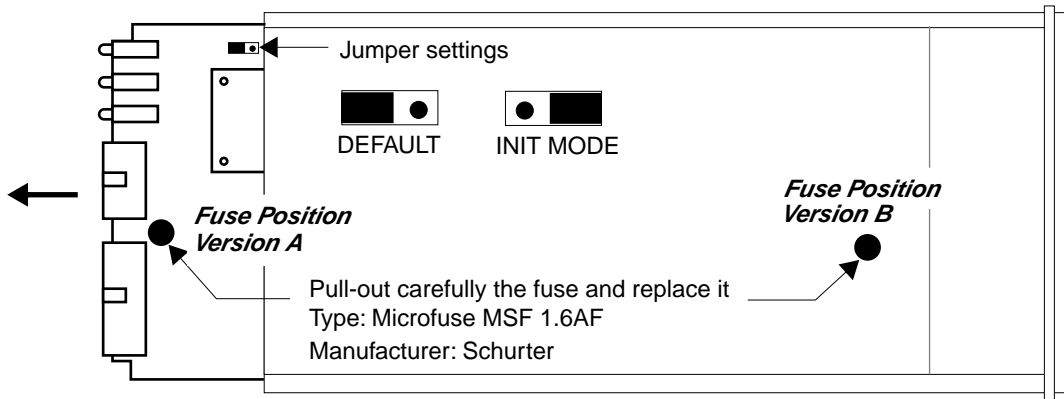 Jumper settings
DEFAULT
INIT MODE
Fuse Position
Version A
Fuse Position
Version B
Pull-out carefully the fuse and replace it
Type: Microfuse MSF 1.6AF
Manufacturer: Schurter